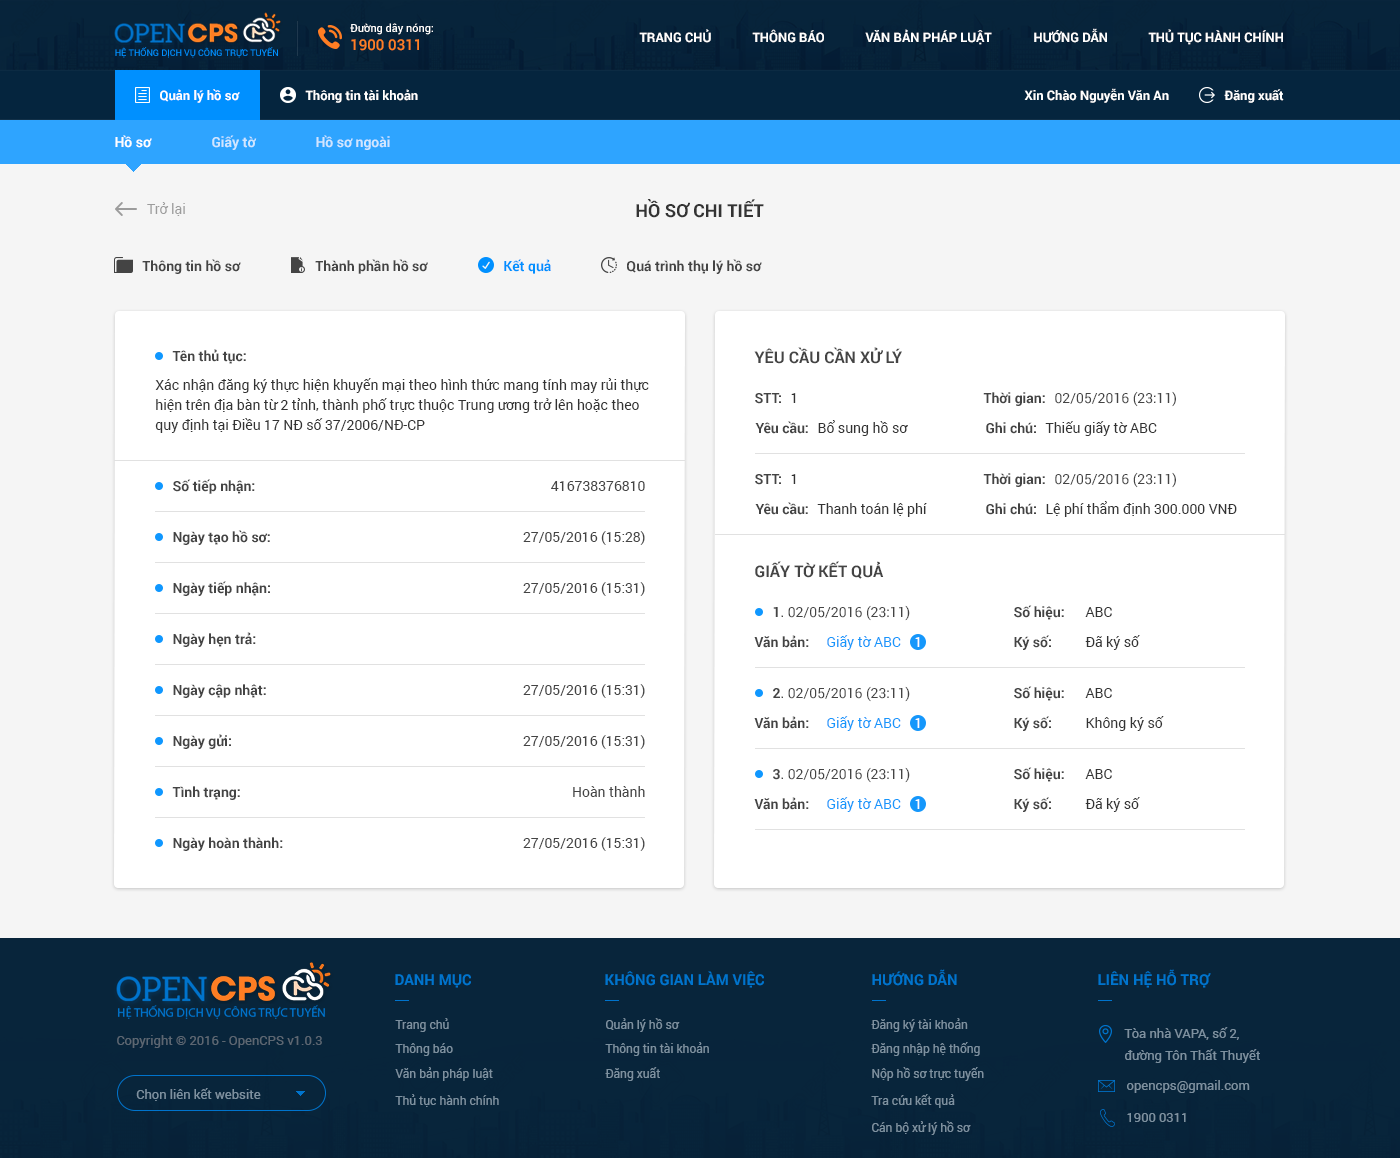 OPENCPS
HỆ THỐNG DỊCH VỤ CÔNG TRỰC TUYẾN
Đường dây nóng:
1900 0311
TRANG CHỦ THÔNG BÁO VĂN BẢN PHÁP LUẬT HƯỚNG DẪN THỦ TỤC HÀNH CHÍNH
Quản lý hồ sơ Thông tin tài khoản Xin Chào Nguyễn Văn An Đăng xuất
Hồ sơ Giấy tờ Hồ sơ ngoài
Trở lại
HỒ SƠ CHI TIẾT
Thông tin hồ sơ Thành phần hồ sơ Kết quả Quá trình thụ lý hồ sơ
Tên thủ tục:
Xác nhận đăng ký thực hiện khuyến mại theo hình thức mang tính may rủi thực
hiện trên địa bàn từ 2 tỉnh, thành phố trực thuộc Trung ương trở lên hoặc theo
quy định tại Điều 17 NĐ số 37/2006/NĐ-CP
Số tiếp nhận: 416738376810
Ngày tạo hồ sơ: 27/05/2016 (15:28)
Ngày tiếp nhận: 27/05/2016 (15:31)
Ngày hẹn trả:
Ngày cập nhật: 27/05/2016 (15:31)
Ngày gửi: 27/05/2016 (15:31)
Tình trạng: Hoàn thành
Ngày hoàn thành: 27/05/2016 (15:31)
YÊU CẦU CẦN XỬ LÝ
STT: 1 Thời gian: 02/05/2016 (23:11)
Yêu cầu: Bổ sung hồ sơ Ghi chú: Thiếu giấy tờ ABC
STT: 1 Thời gian: 02/05/2016 (23:11)
Yêu cầu: Thanh toán lệ phí Ghi chú: Lệ phí thẩm định 300.000 VNĐ
GIẤY TỜ KẾT QUẢ
1. 02/05/2016 (23:11) Số hiệu: ABC
Văn bản: Giấy tờ ABC 1 Ký số: Đã ký số
2. 02/05/2016 (23:11) Số hiệu: ABC
Văn bản: Giấy tờ ABC 1 Ký số: Không ký số
3. 02/05/2016 (23:11) Số hiệu: ABC
Văn bản: Giấy tờ ABC 1 Ký số: Đã ký số
OPENCPS
HỆ THỐNG DỊCH VỤ CÔNG TRỰC TUYẾN
Copyright © 2016 - OpenCPS v1.0.3
Chọn liên kết website
DANH MỤC
Trang chủ
Thông báo
Văn bản pháp luật
Thủ tục hành chính
KHÔNG GIAN LÀM VIỆC
Quản lý hồ sơ
Thông tin tài khoản
Đăng xuất
HƯỚNG DẪN
Đăng ký tài khoản
Đăng nhập hệ thống
Nộp hồ sơ trực tuyến
Tra cứu kết quả
Cán bộ xử lý hồ sơ
LIÊN HỆ HỖ TRỢ
Tòa nhà VAPA, số 2,
đường Tôn Thất Thuyết
opencps@gmail.com
1900 0311